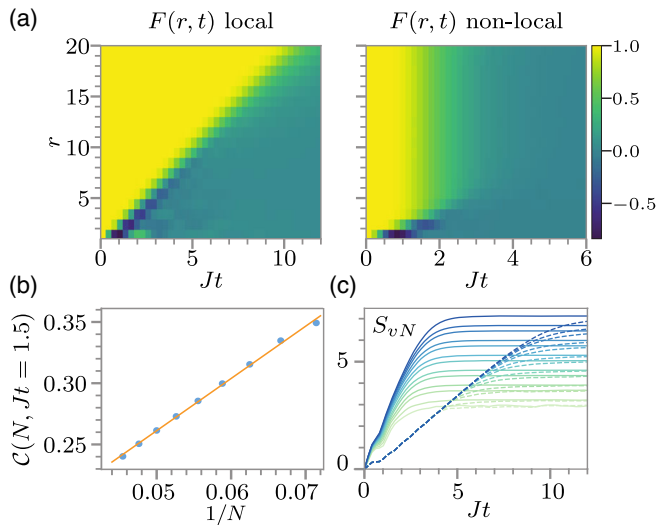 (a) F(r, t) local F(r, t) non-local
20
15
r
10
5
0 5 10
Jt
0 2 4 6
Jt
1.0
0.5
0.0
−0.5
(b)
C(N, Jt = 1.5)
0.35
0.30
0.25
0.05 0.06 0.07
1/N
(c)
S_{vN}
5
0
0 5 10
Jt